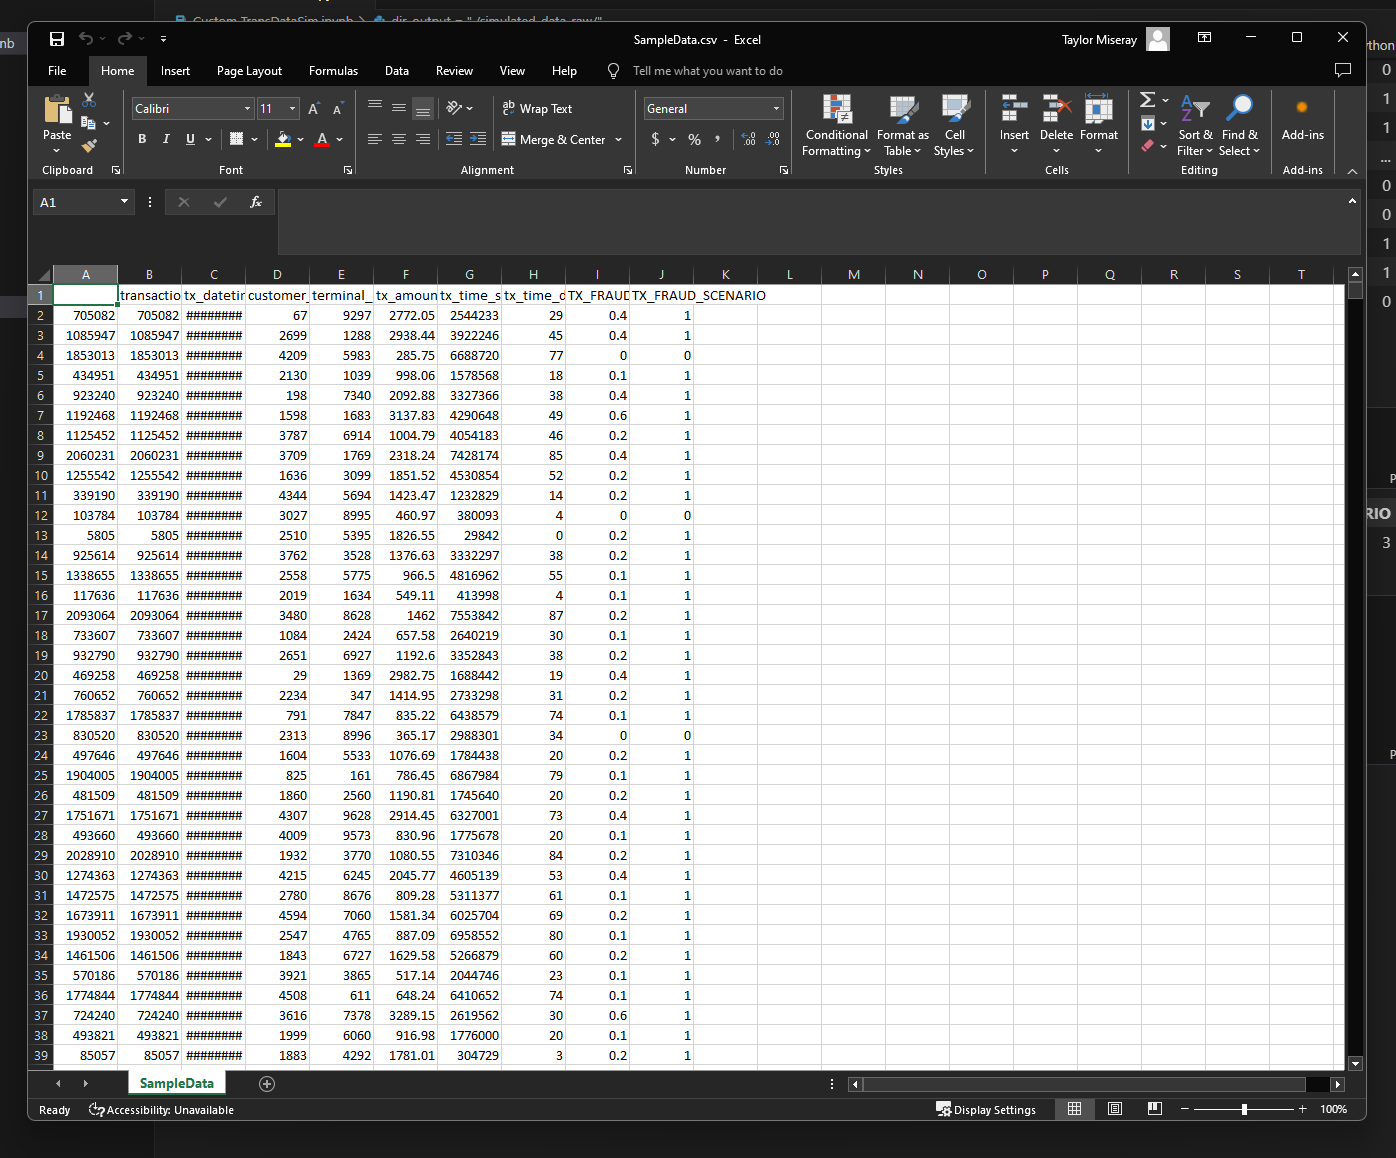 Custom TransDataSim.ipynb > dir_output = "./simulated_data_raw/"
nb
SampleData.csv - Excel
Taylor Miseray
thon
File Home Insert Page Layout Formulas Data Review View Help Tell me what you want to do
Paste
Calibri 11
B I U
Wrap Text
Merge & Center
General
$ % ,
Conditional Formatting
Format as Table
Cell Styles
Insert Delete Format
Sort & Filter
Find & Select
Add-ins
Clipboard Font Alignment Number Styles Cells Editing Add-ins
A1 fx
A B C D E F G H I J K L M N O P Q R S T
1 transactio tx_datetin customer_ terminal_ tx_amoun tx_time_s tx_time_d TX_FRAUD TX_FRAUD_SCENARIO
2 705082 705082 ######## 67 9297 2772.05 2544233 29 0.4 1
3 1085947 1085947 ######## 2699 1288 2938.44 3922246 45 0.4 1
4 1853013 1853013 ######## 4209 5983 285.75 6688720 77 0 0
5 434951 434951 ######## 2130 1039 998.06 1578568 18 0.1 1
6 923240 923240 ######## 198 7340 2092.88 3327366 38 0.4 1
7 1192468 1192468 ######## 1598 1683 3137.83 4290648 49 0.6 1
8 1125452 1125452 ######## 3787 6914 1004.79 4054183 46 0.2 1
9 2060231 2060231 ######## 3709 1769 2318.24 7428174 85 0.4 1
10 1255542 1255542 ######## 1636 3099 1851.52 4530854 52 0.2 1
11 339190 339190 ######## 4344 5694 1423.47 1232829 14 0.2 1
12 103784 103784 ######## 3027 8995 460.97 380093 4 0 0
13 5805 5805 ######## 2510 5395 1826.55 29842 0 0.2 1
14 925614 925614 ######## 3762 3528 1376.63 3332297 38 0.2 1
15 1338655 1338655 ######## 2558 5775 966.5 4816962 55 0.1 1
16 117636 117636 ######## 2019 1634 549.11 413998 4 0.1 1
17 2093064 2093064 ######## 3480 8628 1462 7553842 87 0.2 1
18 733607 733607 ######## 1084 2424 657.58 2640219 30 0.1 1
19 932790 932790 ######## 2651 6927 1192.6 3352843 38 0.2 1
20 469258 469258 ######## 29 1369 2982.75 1688442 19 0.4 1
21 760652 760652 ######## 2234 347 1414.95 2733298 31 0.2 1
22 1785837 1785837 ######## 791 7847 835.22 6438579 74 0.1 1
23 830520 830520 ######## 2313 8996 365.17 2988301 34 0 0
24 497646 497646 ######## 1604 5533 1076.69 1784438 20 0.2 1
25 1904005 1904005 ######## 825 161 786.45 6867984 79 0.1 1
26 481509 481509 ######## 1860 2560 1190.81 1745640 20 0.2 1
27 1751671 1751671 ######## 4307 9628 2914.45 6327001 73 0.4 1
28 493660 493660 ######## 4009 9573 830.96 1775678 20 0.1 1
29 2028910 2028910 ######## 1932 3770 1080.55 7310346 84 0.2 1
30 1274363 1274363 ######## 4215 6245 2045.77 4605139 53 0.4 1
31 1472575 1472575 ######## 2780 8676 809.28 5311377 61 0.1 1
32 1673911 1673911 ######## 4594 7060 1581.34 6025704 69 0.2 1
33 1930052 1930052 ######## 2547 4765 887.09 6958552 80 0.1 1
34 1461506 1461506 ######## 1843 6727 1629.58 5266879 60 0.2 1
35 570186 570186 ######## 3921 3865 517.14 2044746 23 0.1 1
36 1774844 1774844 ######## 4508 611 648.24 6410652 74 0.1 1
37 724240 724240 ######## 3616 7378 3289.15 2619562 30 0.6 1
38 493821 493821 ######## 1999 6060 916.98 1776000 20 0.1 1
39 85057 85057 ######## 1883 4292 1781.01 304729 3 0.2 1
SampleData
Ready Accessibility: Unavailable Display Settings 100%
0
1
1
...
0
0
1
1
0
P
RIO
3
P